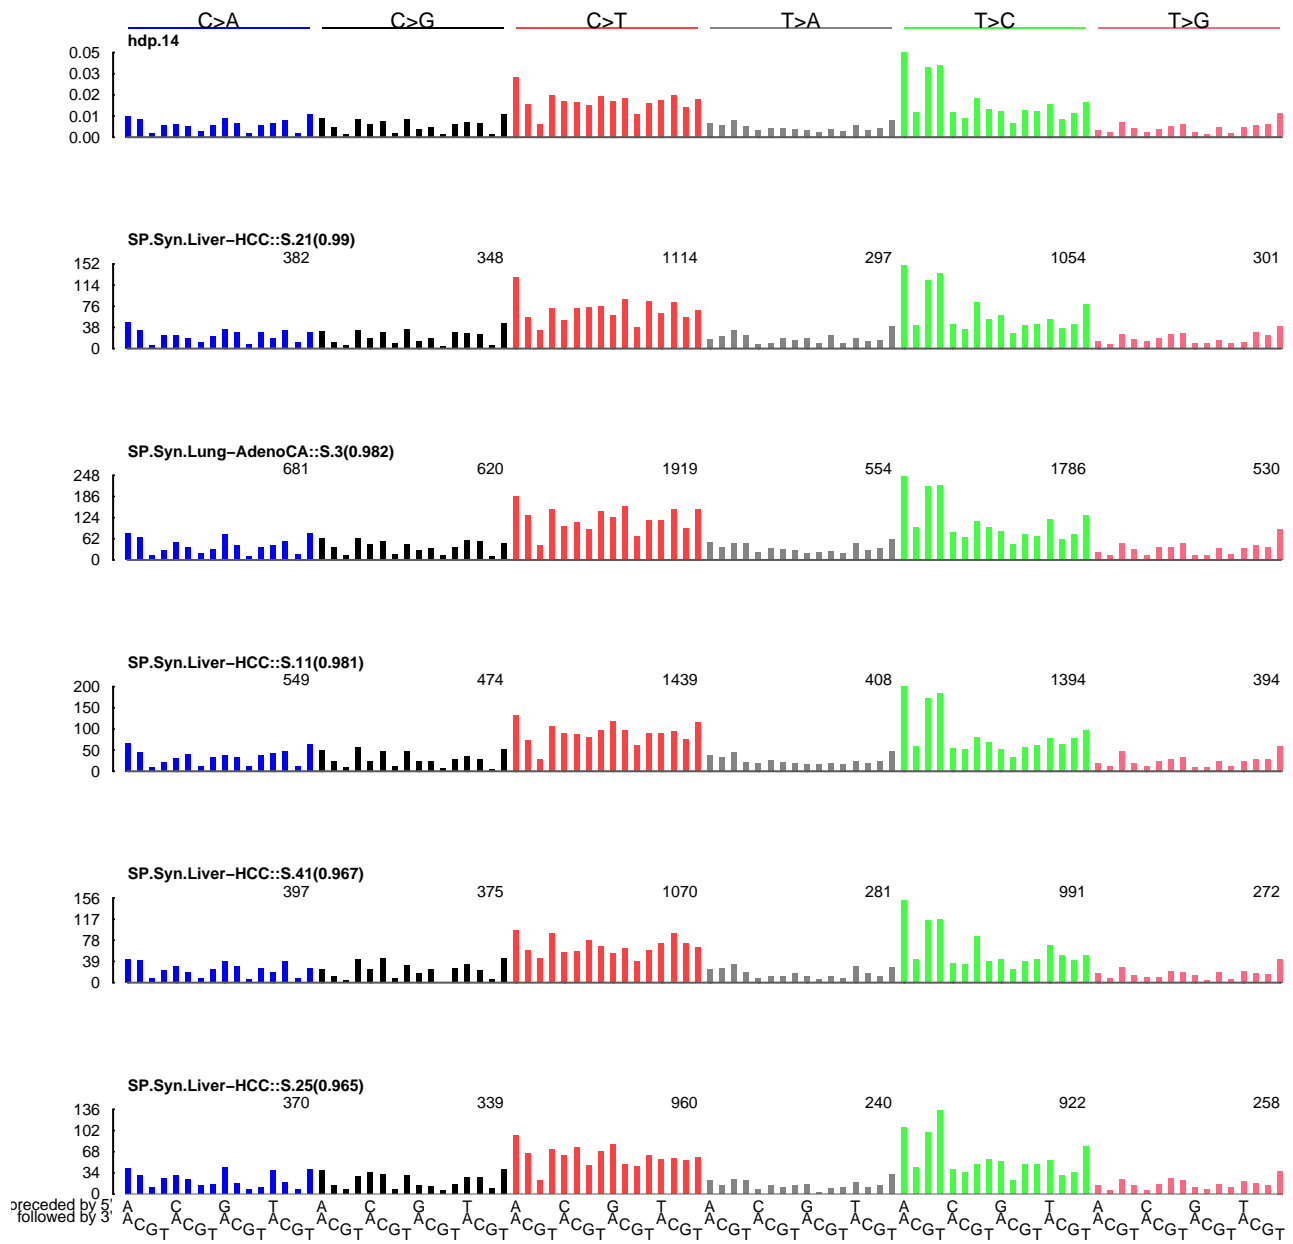 C>A C>G C>T T>A T>C T>G
hdp.14
0.05
0.03
0.02
0.01
0.00
SP.Syn.Liver−HCC::S.21(0.99)
382 348 1114 297 1054 301
152
114
76
38
0
SP.Syn.Lung−AdenoCA::S.3(0.982)
681 620 1919 554 1786 530
248
186
124
62
0
SP.Syn.Liver−HCC::S.11(0.981)
549 474 1439 408 1394 394
200
150
100
50
0
SP.Syn.Liver−HCC::S.41(0.967)
397 375 1070 281 991 272
156
117
78
39
0
SP.Syn.Liver−HCC::S.25(0.965)
370 339 960 240 922 258
136
102
68
34
0
preceded by 5' A C G T A C G T A C G T A C G T A C G T A C G T
followed by 3' A C G T A C G T A C G T A C G T A C G T A C G T A C G T A C G T A C G T A C G T A C G T A C G T A C G T A C G T A C G T A C G T A C G T A C G T A C G T A C G T A C G T A C G T A C G T A C G T